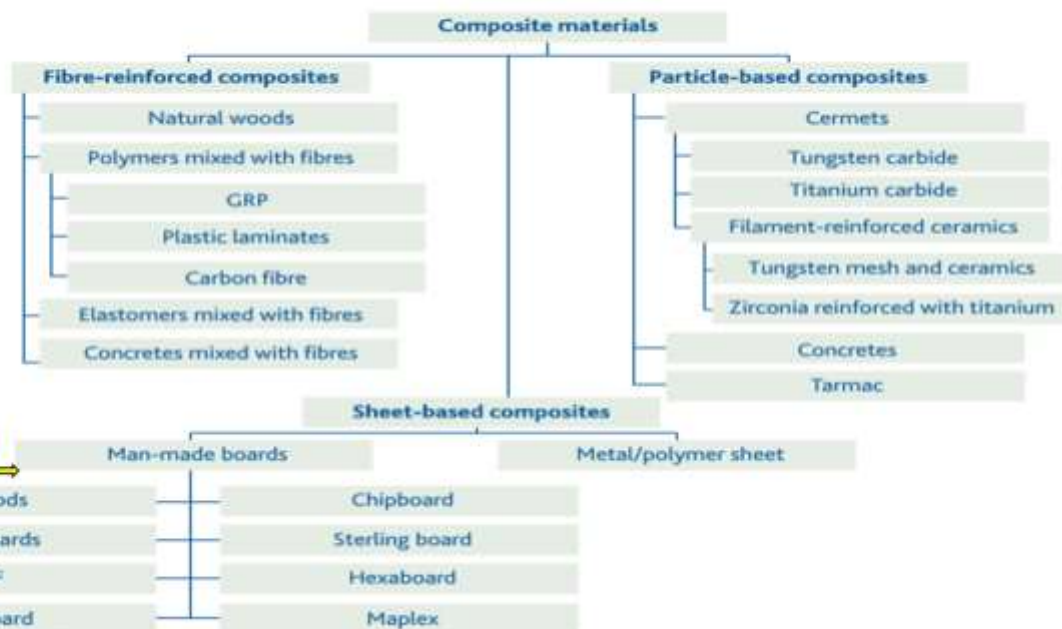 Composite materials
Fibre-reinforced composites
Natural woods
Polymers mixed with fibres
GRP
Plastic laminates
Carbon fibre
Elastomers mixed with fibres
Concretes mixed with fibres
Particle-based composites
Cermets
Tungsten carbide
Titanium carbide
Filament-reinforced ceramics
Tungsten mesh and ceramics
Zirconia reinforced with titanium
Concretes
Tarmac
Sheet-based composites
Man-made boards
Metal/polymer sheet
Chipboard
Sterling board
Hexaboard
Maplex